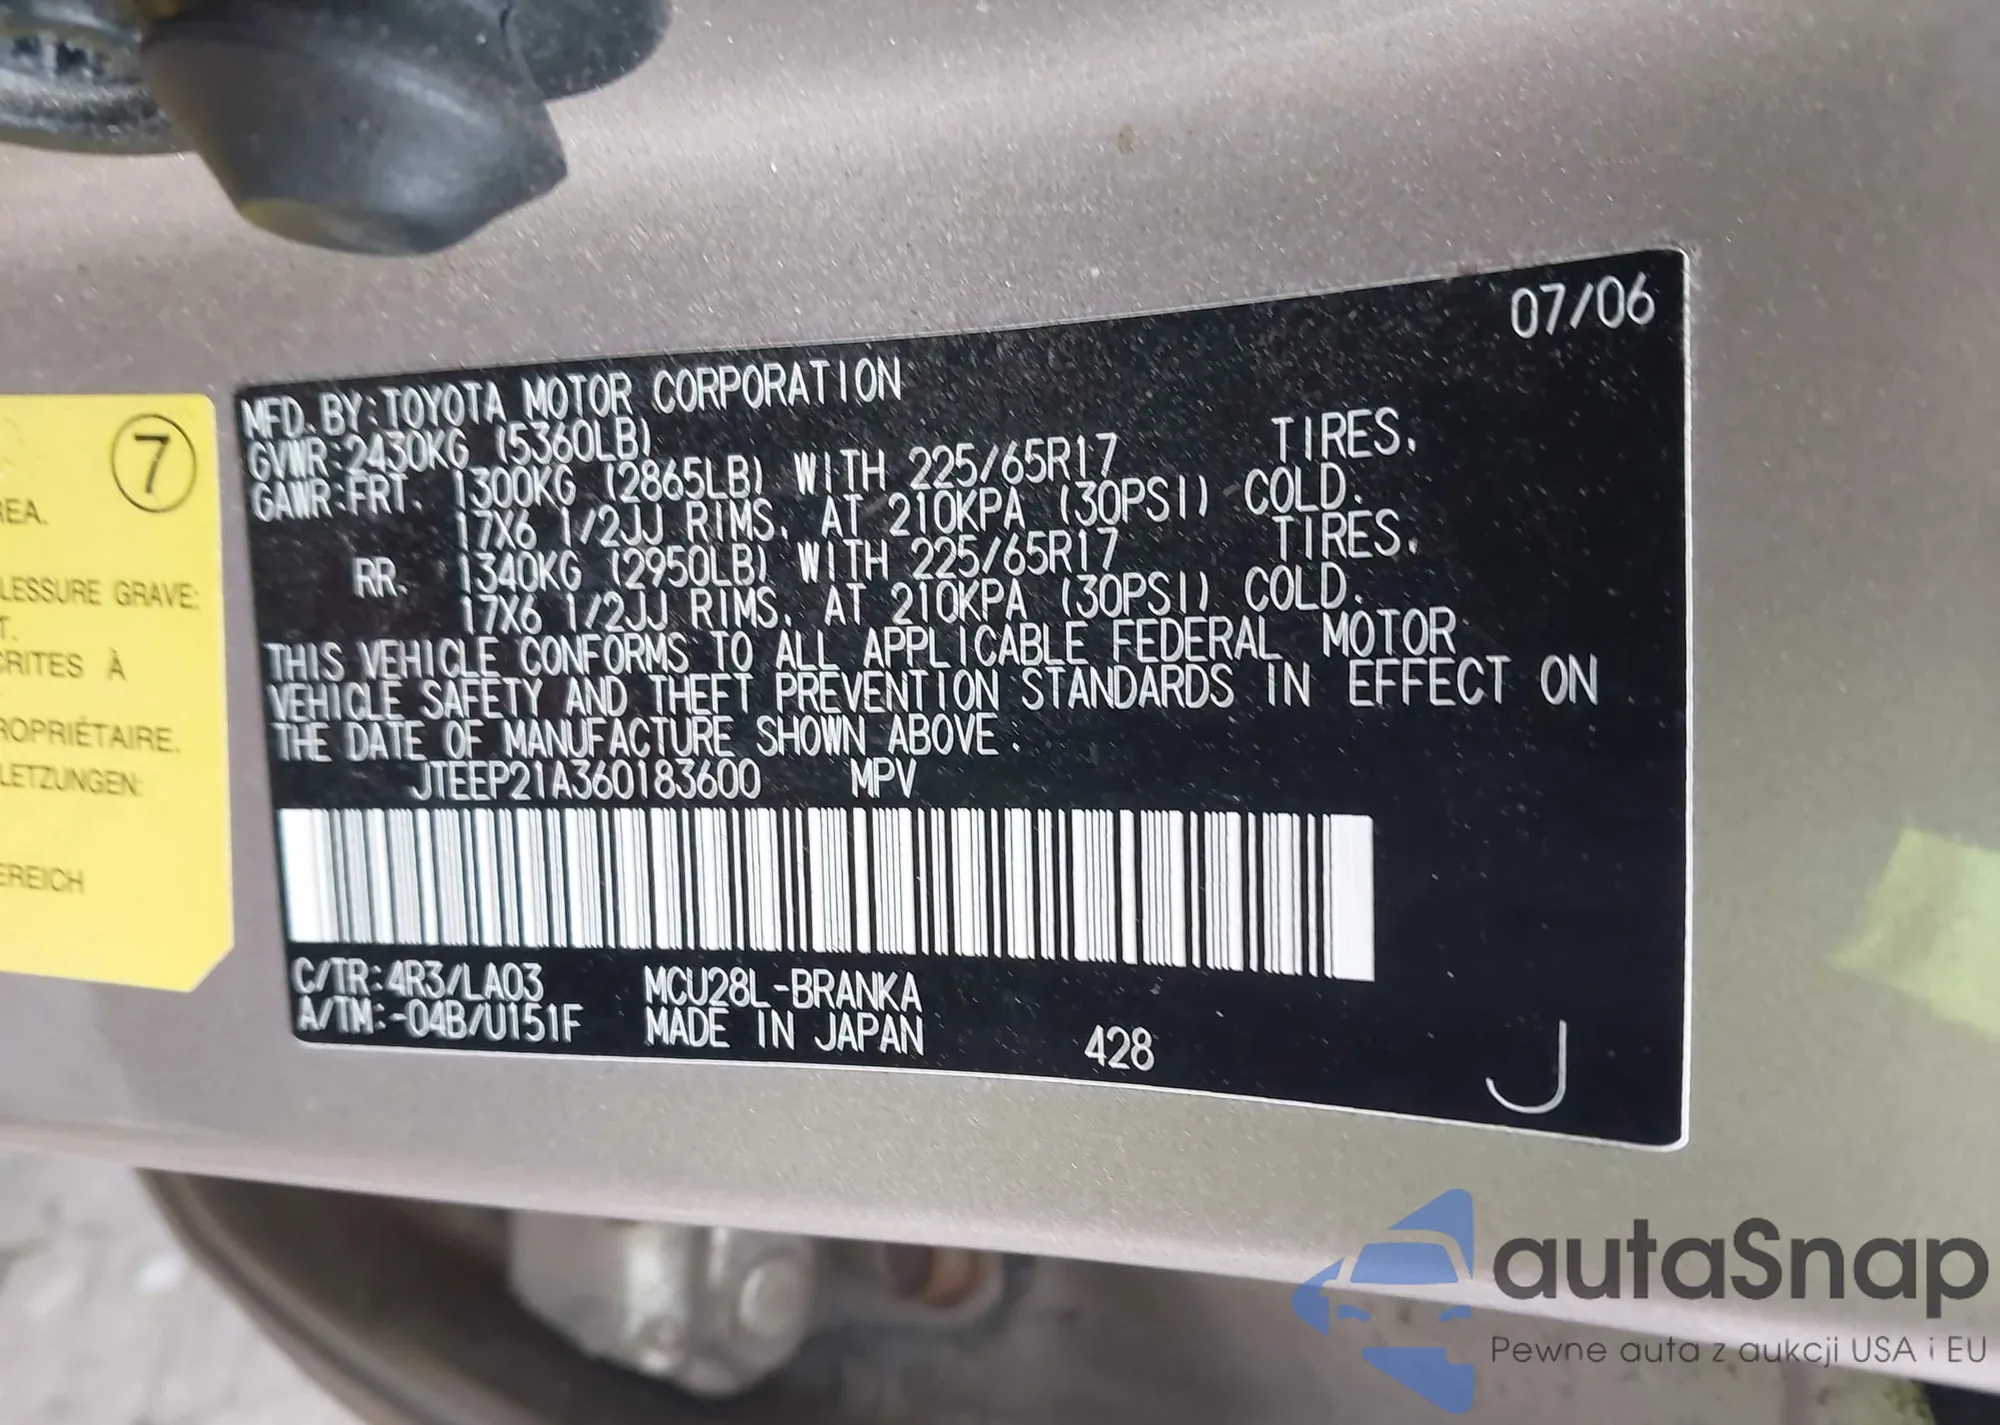 07/06
MFD. BY:TOYOTA MOTOR CORPORATION
GVWR:2430KG (5360LB)
GAWR:FRT. 1300KG (2865LB) WITH 225/65R17 TIRES,
17X6 1/2JJ RIMS, AT 210KPA (30PSI) COLD.
RR. 1340KG (2950LB) WITH 225/65R17 TIRES,
17X6 1/2JJ RIMS, AT 210KPA (30PSI) COLD.
THIS VEHICLE CONFORMS TO ALL APPLICABLE FEDERAL MOTOR
VEHICLE SAFETY AND THEFT PREVENTION STANDARDS IN EFFECT ON
THE DATE OF MANUFACTURE SHOWN ABOVE.
JTEEP21A360183600 MPV
C/TR:4R3/LA03 MCU28L-BRANKA
A/TM:-04B/U151F MADE IN JAPAN 428
J
7
REA.
LESSURE GRAVE:
T.
CRITES À
ROPRIÉTAIRE.
LETZUNGEN:
EREICH
autaSnap
Pewne auta z aukcji USA i EU